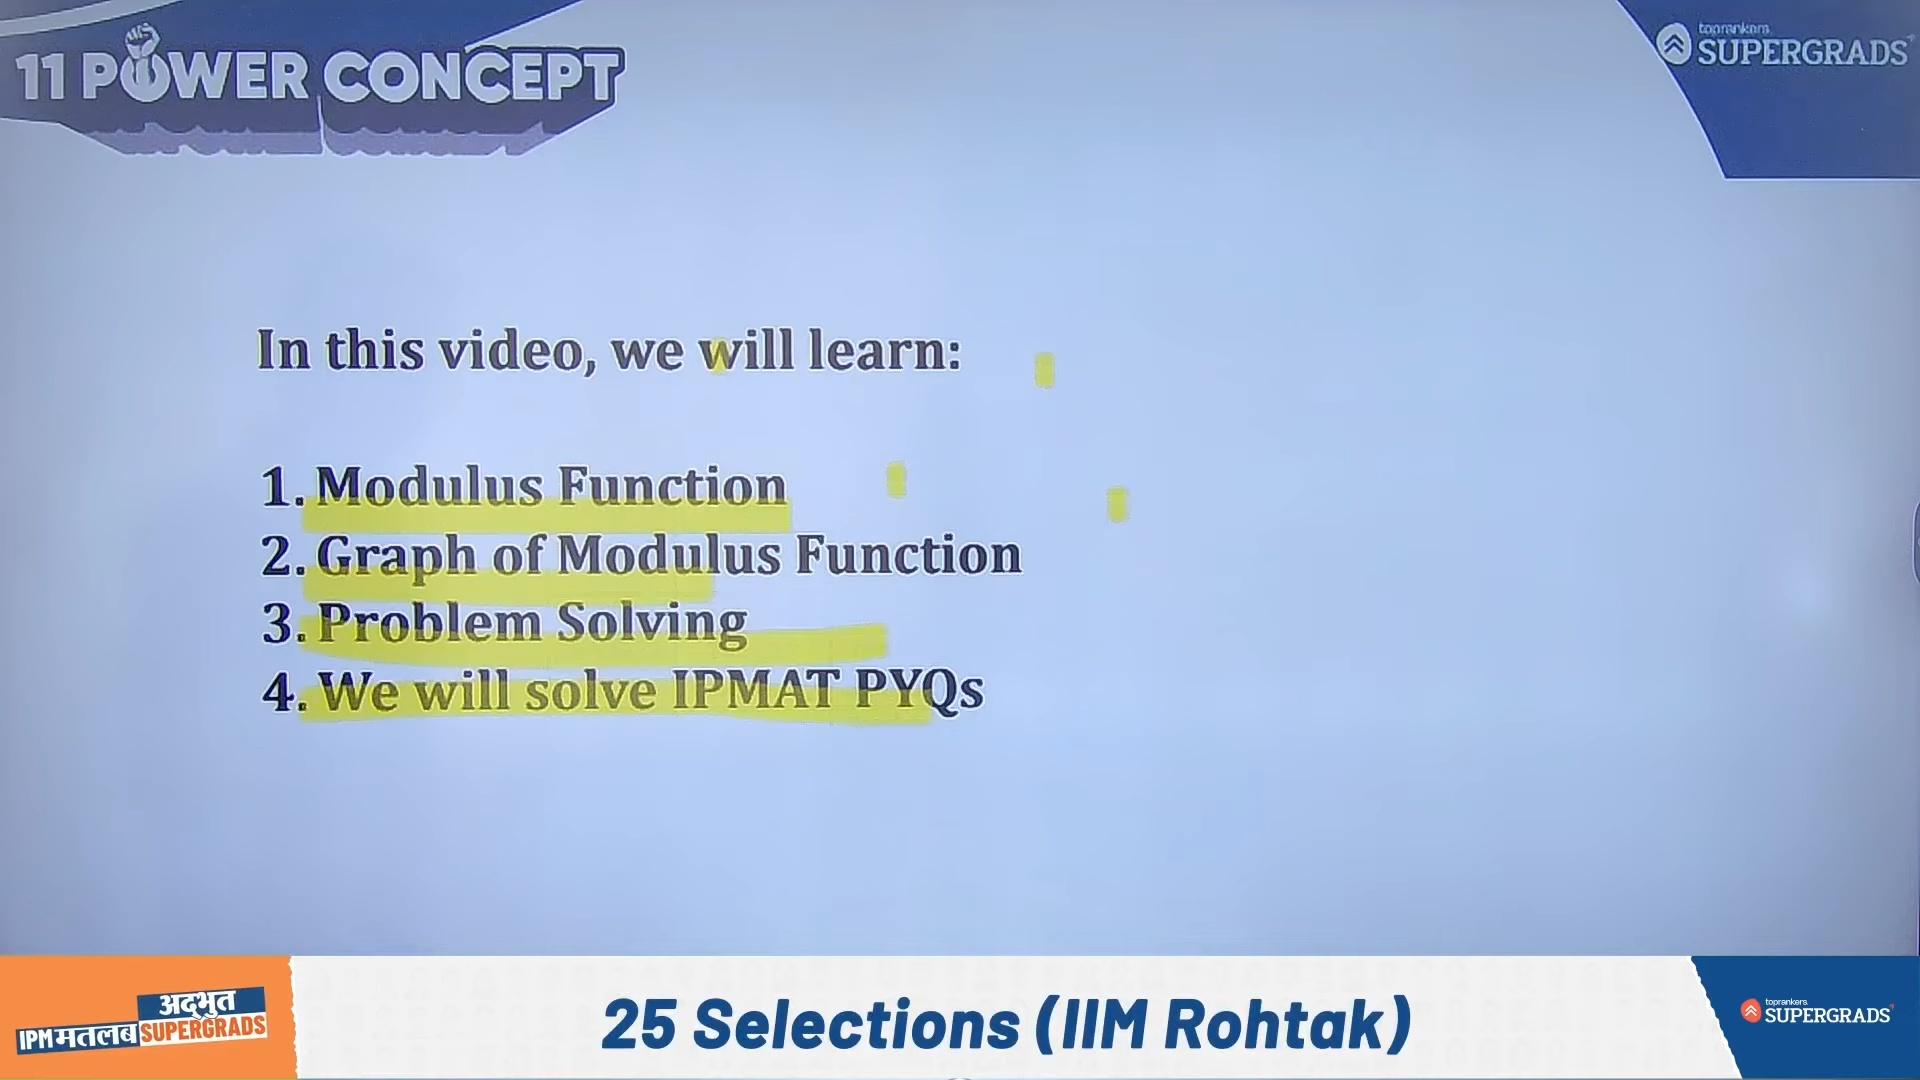 11 POWER CONCEPT
toprankers
SUPERGRADS
In this video, we will learn:
1. Modulus Function
2. Graph of Modulus Function
3. Problem Solving
4. We will solve IPMAT PYQs
अद्भुत
IPM मतलब SUPERGRADS
25 Selections (IIM Rohtak)
toprankers
SUPERGRADS